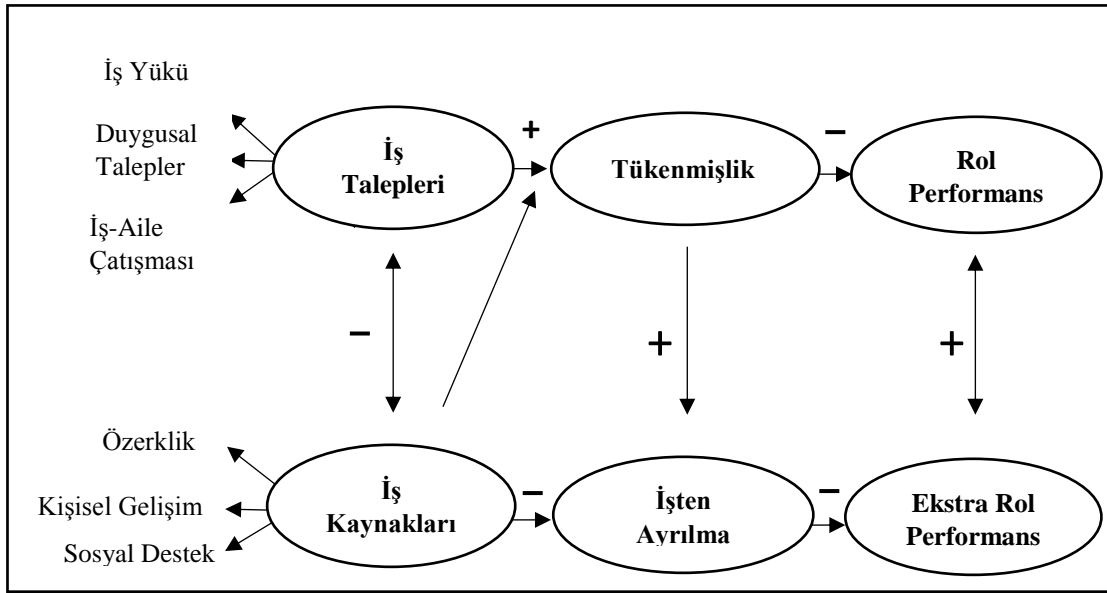 İş Yükü
Duygusal
Talepler
İş-Aile
Çatışması
İş
Talepleri
+
Tükenmişlik
−
Rol
Performans
−
+
+
Özerklik
Kişisel Gelişim
Sosyal Destek
İş
Kaynakları
−
İşten
Ayrılma
−
Ekstra Rol
Performans